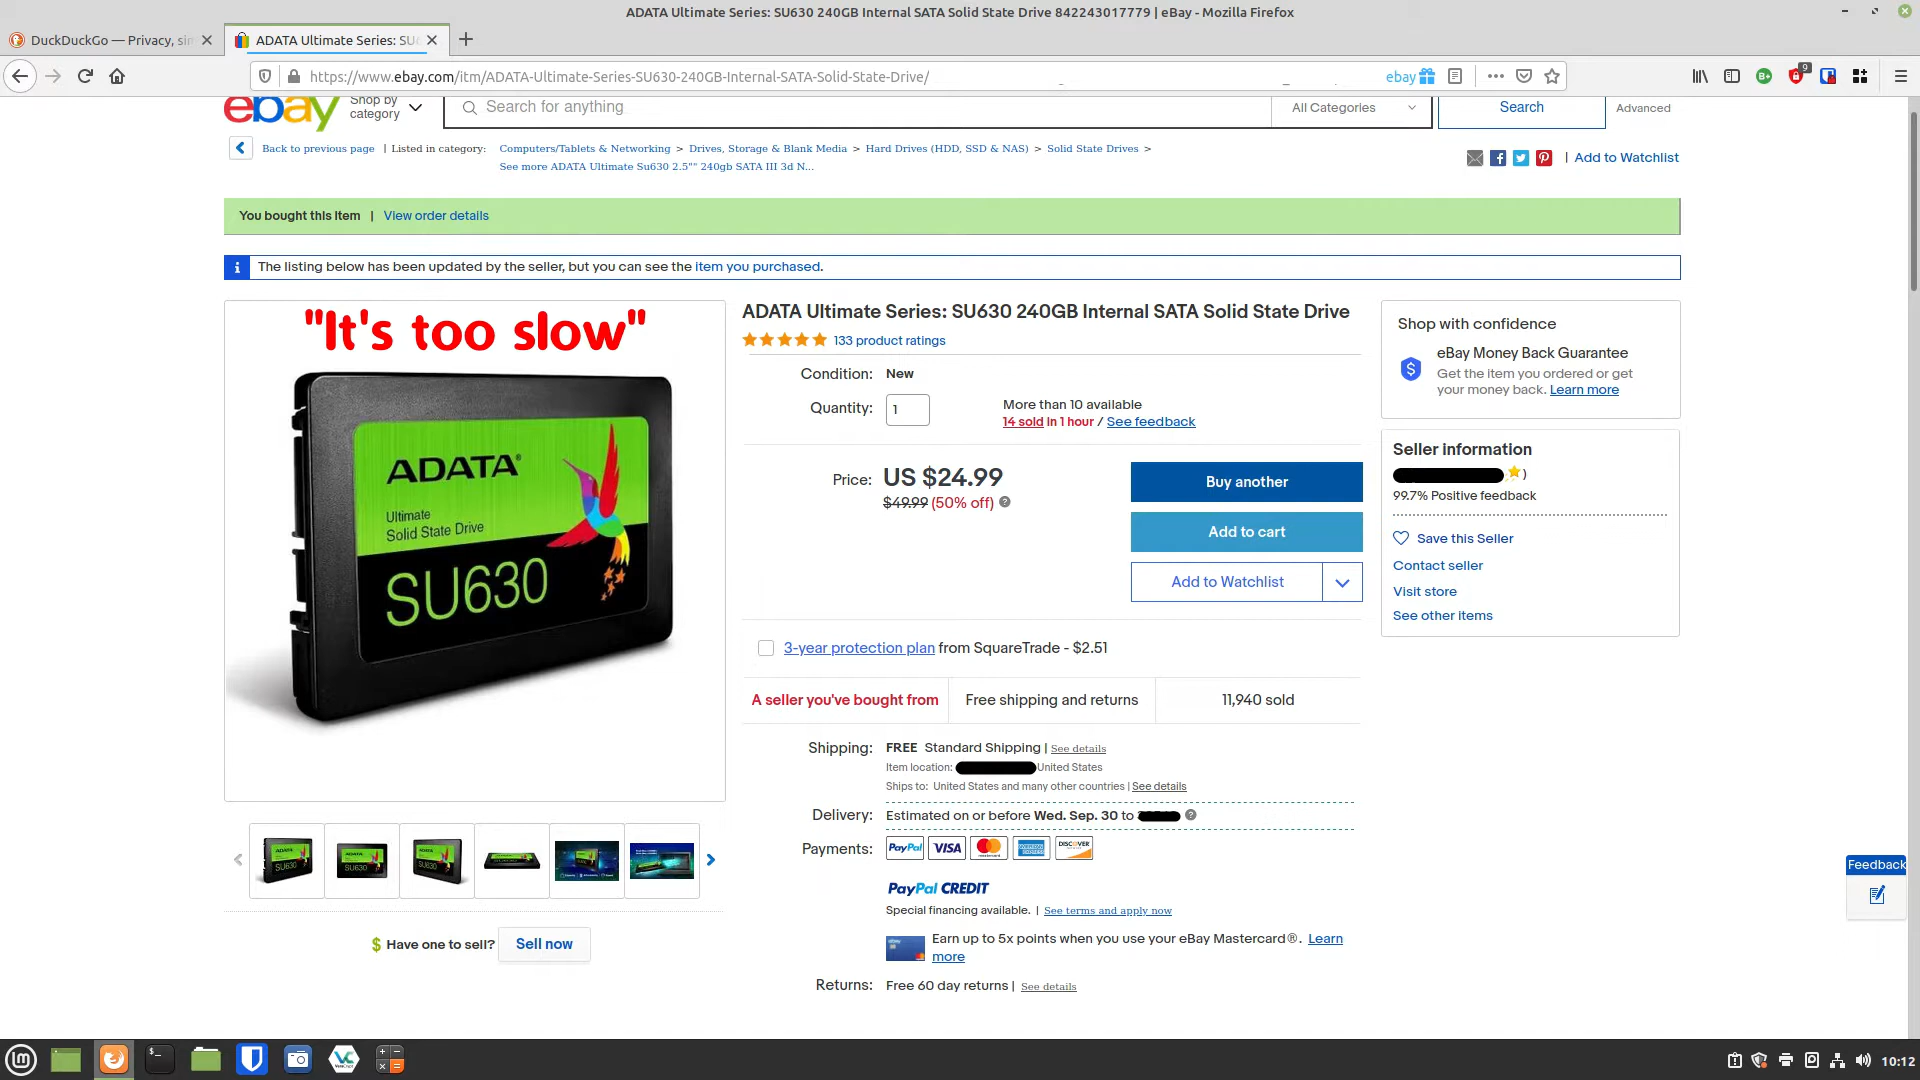 ADATA Ultimate Series: SU630 240GB Internal SATA Solid State Drive 842243017779 | eBay - Mozilla Firefox
DuckDuckGo — Privacy, sin
ADATA Ultimate Series: SU6
https://www.ebay.com/itm/ADATA-Ultimate-Series-SU630-240GB-Internal-SATA-Solid-State-Drive/
ebay
9
ebay
Shop by category
Search for anything
All Categories
Search
Advanced
Back to previous page | Listed in category: Computers/Tablets & Networking > Drives, Storage & Blank Media > Hard Drives (HDD, SSD & NAS) > Solid State Drives >
See more ADATA Ultimate Su630 2.5"" 240gb SATA III 3d N...
| Add to Watchlist
You bought this item | View order details
The listing below has been updated by the seller, but you can see the item you purchased.
"It's too slow"
ADATA
Ultimate
Solid State Drive
SU630
Have one to sell? Sell now
ADATA Ultimate Series: SU630 240GB Internal SATA Solid State Drive
133 product ratings
Condition: New
Quantity: 1
More than 10 available
14 sold in 1 hour / See feedback
Price: US $24.99
$49.99 (50% off)
Buy another
Add to cart
Add to Watchlist
3-year protection plan from SquareTrade - $2.51
A seller you've bought from
Free shipping and returns
11,940 sold
Shipping: FREE Standard Shipping | See details
Item location: United States
Ships to: United States and many other countries | See details
Delivery: Estimated on or before Wed. Sep. 30 to
Payments: PayPal VISA mastercard AMERICAN EXPRESS DISCOVER
PayPal CREDIT
Special financing available. | See terms and apply now
Earn up to 5x points when you use your eBay Mastercard®. Learn
more
Returns: Free 60 day returns | See details
Shop with confidence
eBay Money Back Guarantee
Get the item you ordered or get
your money back. Learn more
Seller information
)
99.7% Positive feedback
Save this Seller
Contact seller
Visit store
See other items
Feedback
10:12